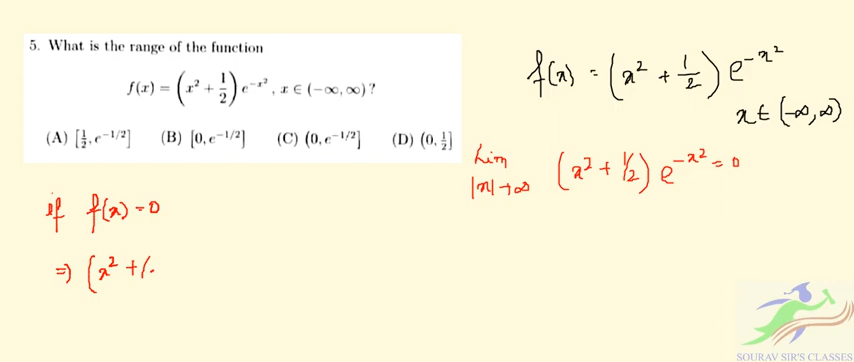 5. What is the range of the function
f(x) = (x² + 1/2) e^{-x²}, x ∈ (−∞, ∞)?
(A) [1/2, e^{-1/2}] (B) [0, e^{-1/2}] (C) (0, e^{-1/2}] (D) (0, 1/2]
f(x) = (x² + 1/2) e^{-x²}
x ∈ (-∞, ∞)
Lim |x|→∞ (x² + 1/2) e^{-x²} = 0
if f(x) = 0
⇒ (x² + /.
SOURAV SIR'S CLASSES